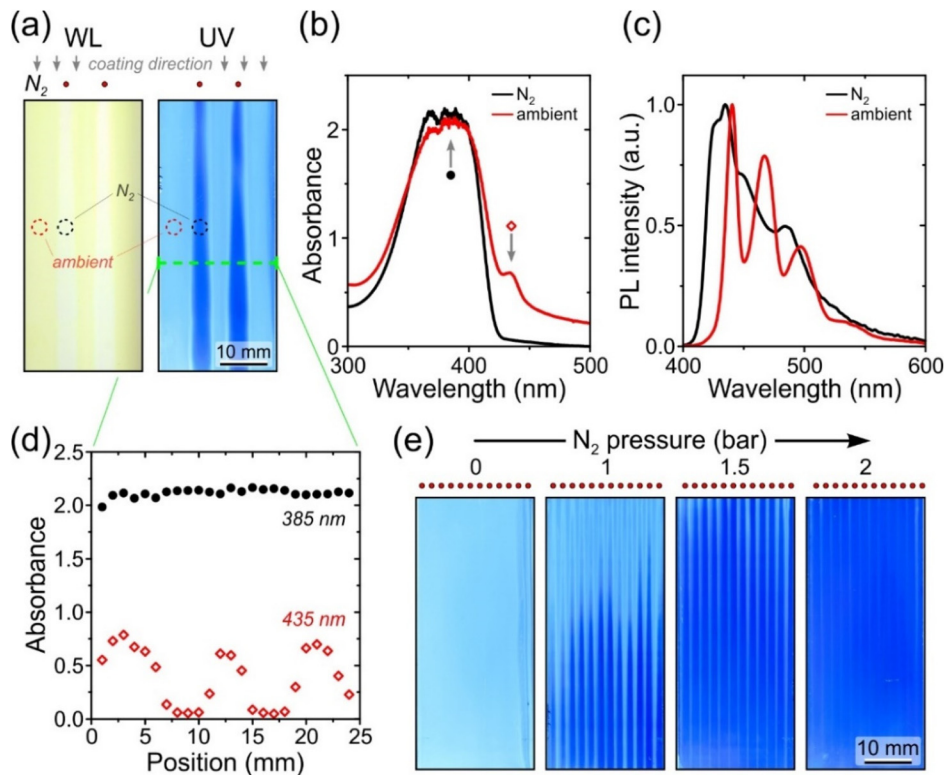 (a)
WL UV
coating direction
N₂
N₂
ambient
10 mm
(b)
N₂
ambient
Absorbance
2
1
0
300 400 500
Wavelength (nm)
(c)
N₂
ambient
PL intensity (a.u.)
1.0
0.5
0.0
400 500 600
Wavelength (nm)
(d)
Absorbance
2.5
2.0
1.5
1.0
0.5
0.0
385 nm
435 nm
0 5 10 15 20 25
Position (mm)
(e)
N₂ pressure (bar)
0 1 1.5 2
10 mm